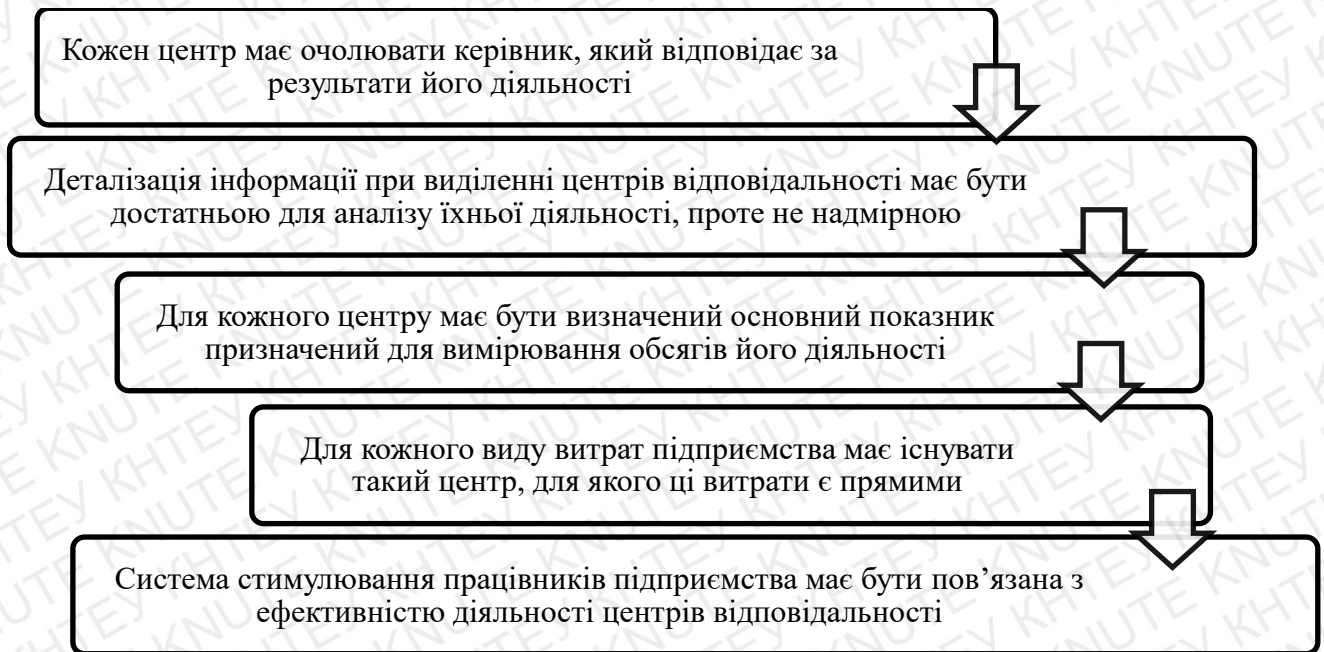 Кожен центр має очолювати керівник, який відповідає за
результати його діяльності
Деталізація інформації при виділенні центрів відповідальності має бути
достатньою для аналізу їхньої діяльності, проте не надмірною
Для кожного центру має бути визначений основний показник
призначений для вимірювання обсягів його діяльності
Для кожного виду витрат підприємства має існувати
такий центр, для якого ці витрати є прямими
Система стимулювання працівників підприємства має бути пов’язана з
ефективністю діяльності центрів відповідальності